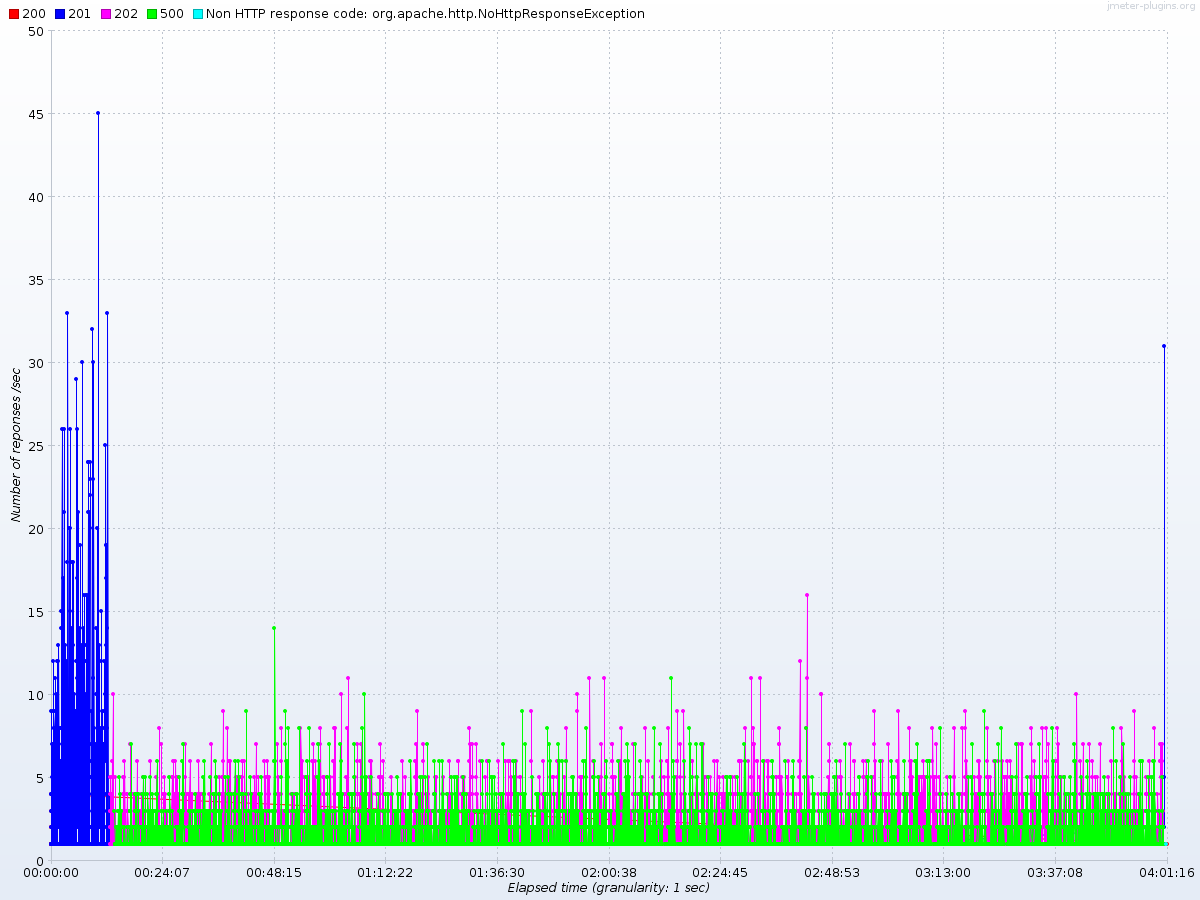 200 201 202 500 Non HTTP response code: org.apache.http.NoHttpResponseException
jmeter-plugins.org
50
45
40
35
30
25
20
15
10
5
0
Number of reponses /sec
00:00:00 00:24:07 00:48:15 01:12:22 01:36:30 02:00:38 02:24:45 02:48:53 03:13:00 03:37:08 04:01:16
Elapsed time (granularity: 1 sec)